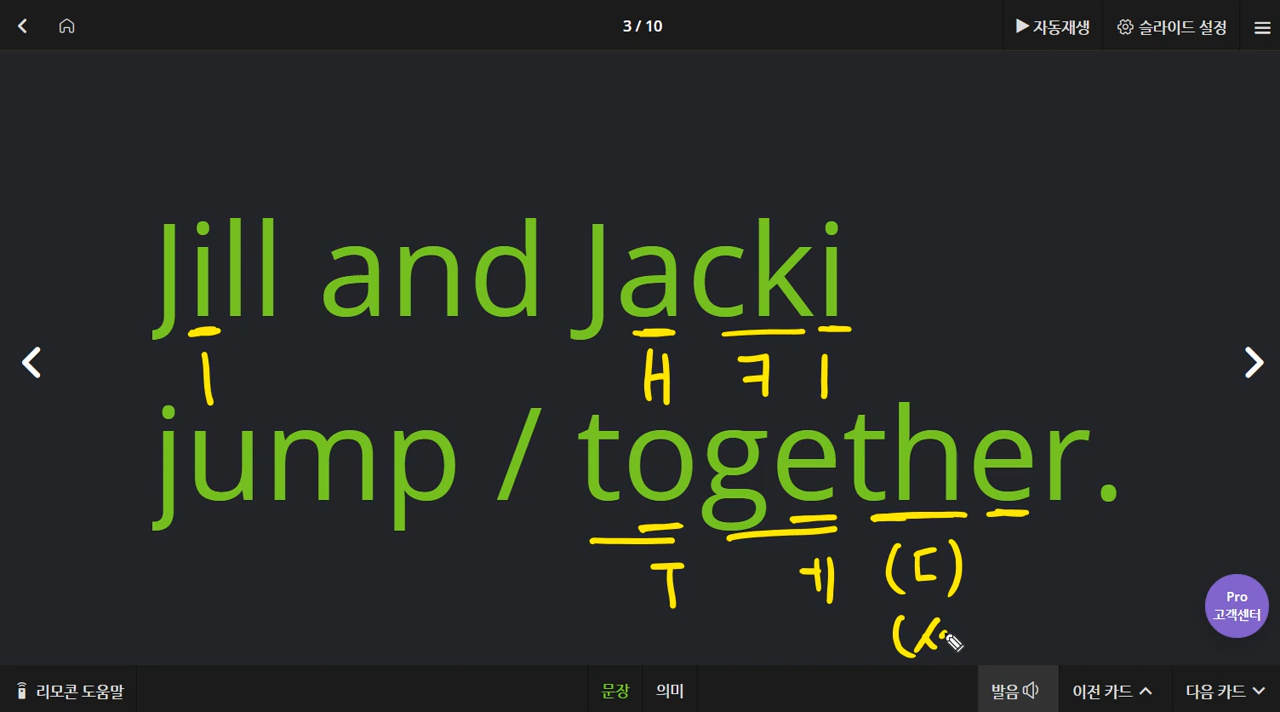 3 / 10
▶ 자동재생
슬라이드 설정
Jill and Jacki
ㅣ ㅐ ㅋ ㅣ
jump / together.
ㅜ ㅔ (ㄷ)
Pro
고객센터
리모콘 도움말
문장
의미
발음
이전 카드
다음 카드